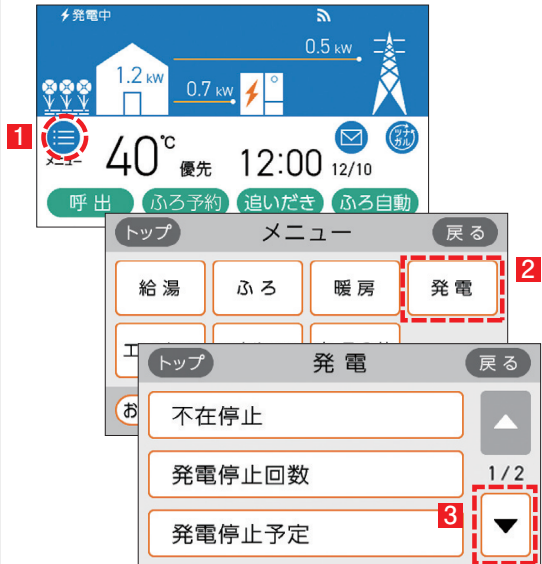 発電中
0.5 kw
1.2 kw
0.7 kw
1
メニュー
40℃
優先
12:00
12/10
ツナガル
呼出
ふろ予約
追いだき
ふろ自動
トップ
メニュー
戻る
2
給湯
ふろ
暖房
発電
エ
お
トップ
発電
戻る
不在停止
発電停止回数
1/2
3
発電停止予定